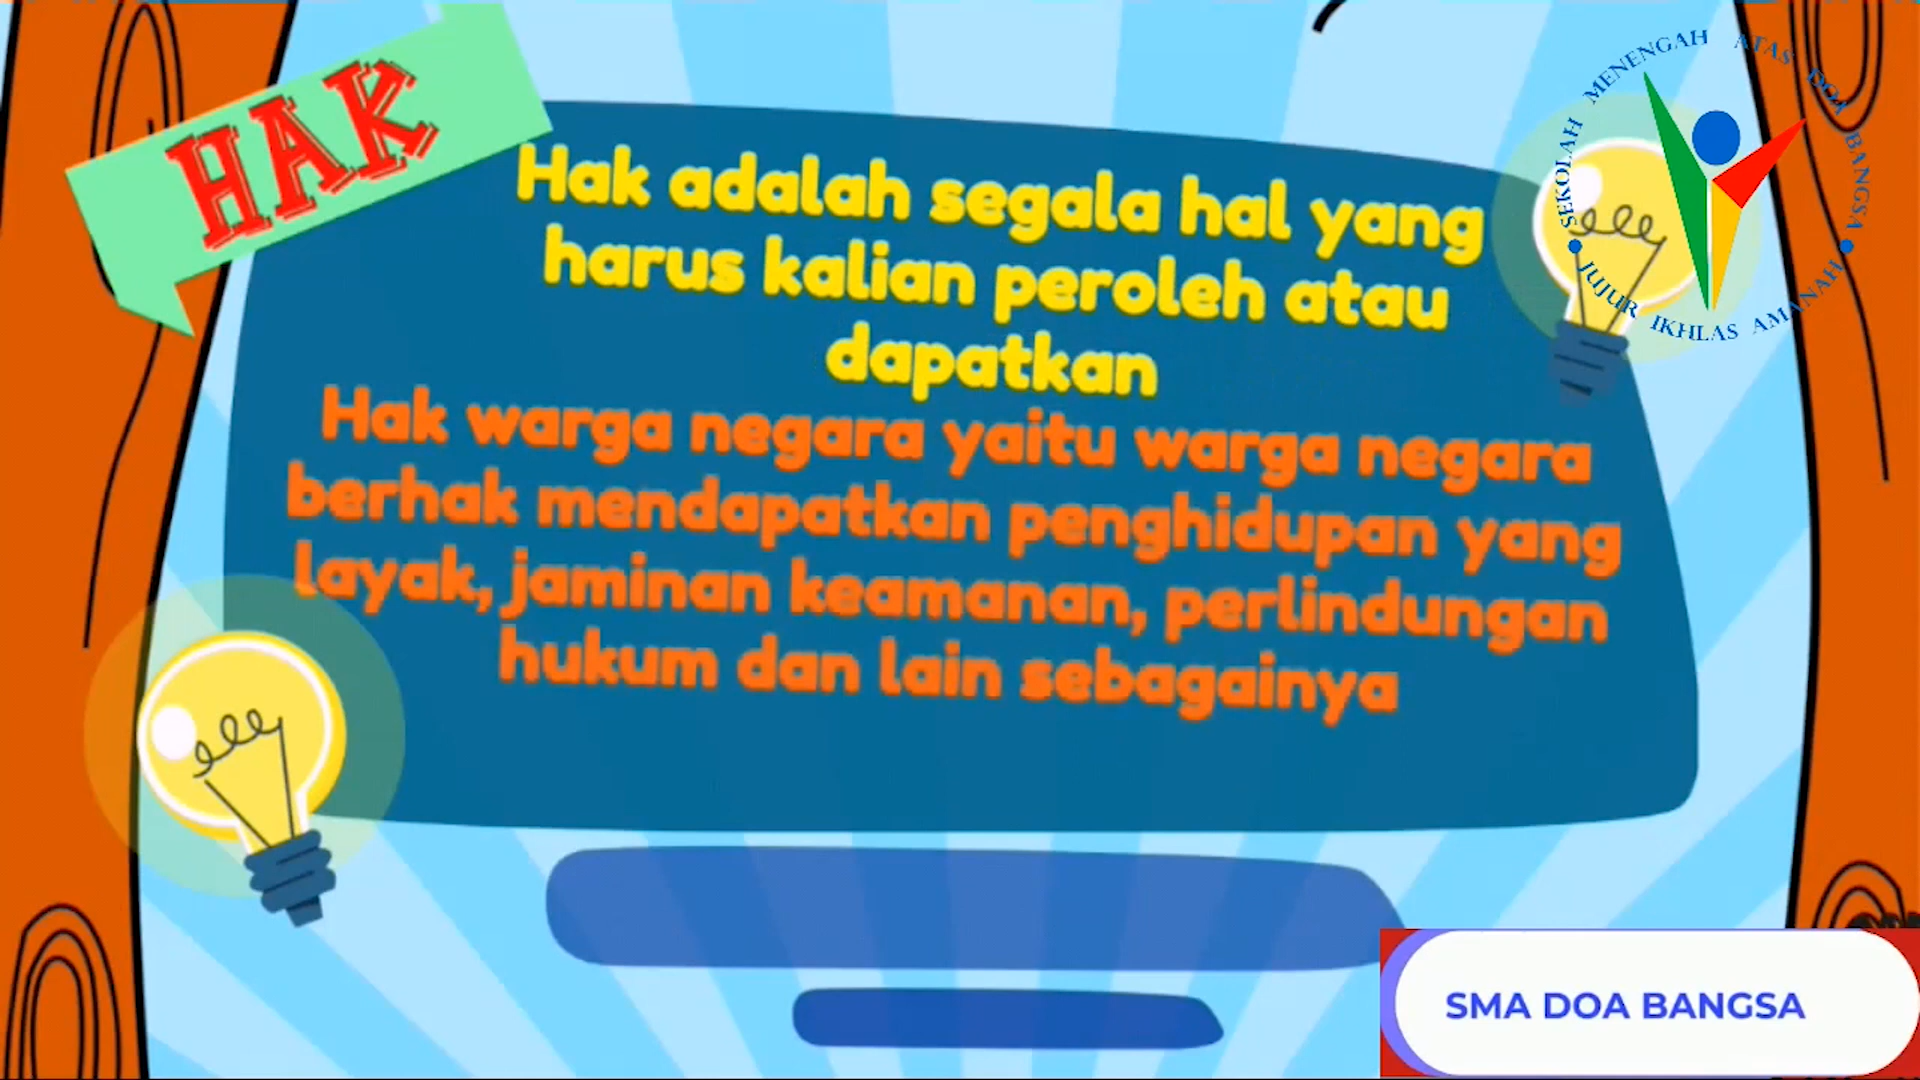 HAK
Hak adalah segala hal yang
harus kalian peroleh atau
dapatkan
Hak warga negara yaitu warga negara
berhak mendapatkan penghidupan yang
layak, jaminan keamanan, perlindungan
hukum dan lain sebagainya
SEKOLAH MENENGAH ATAS DOA BANGSA
JUJUR IKHLAS AMANAH
SMA DOA BANGSA